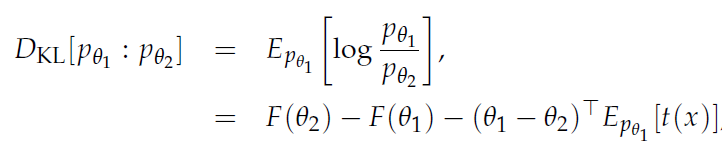 D_KL[p_θ₁ : p_θ₂] = E_p_θ₁ [log p_θ₁ / p_θ₂],
= F(θ₂) − F(θ₁) − (θ₁ − θ₂)^⊤ E_p_θ₁ [t(x)].